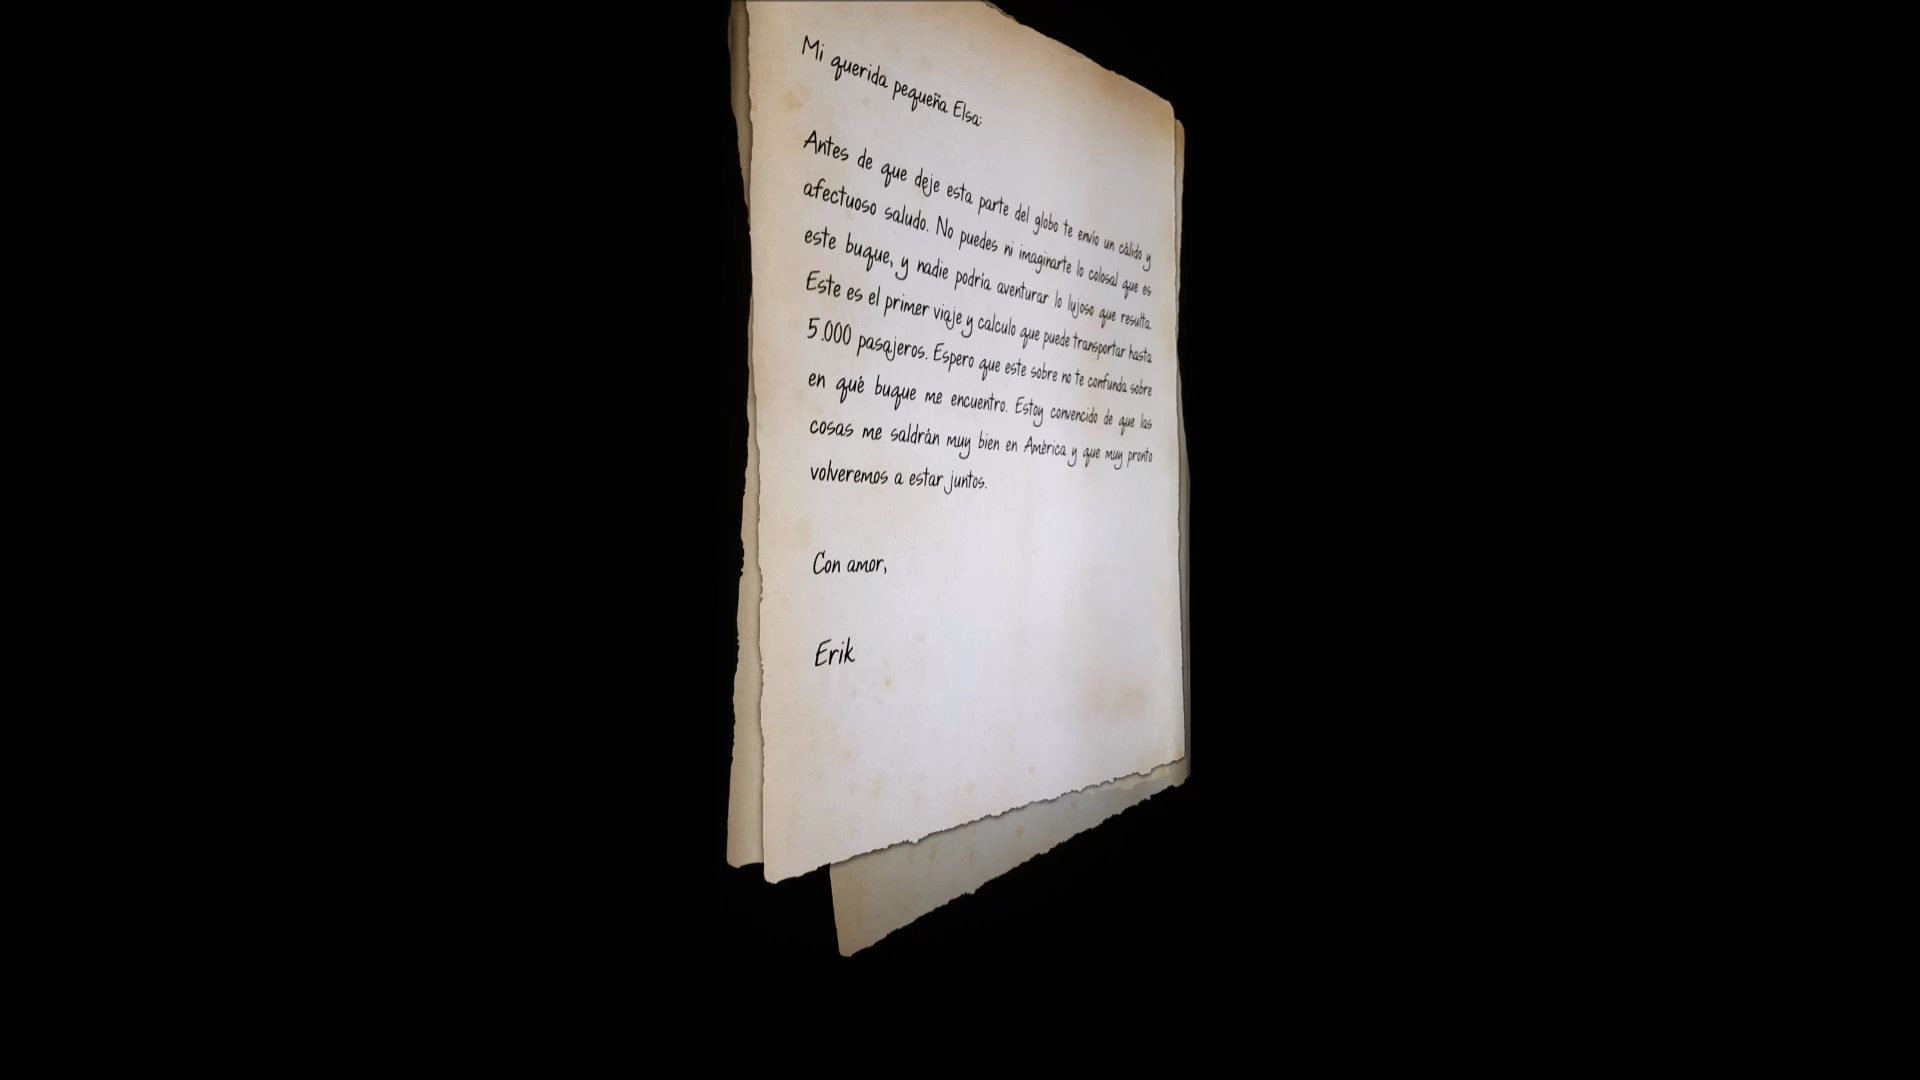 Mi querida pequeña Elsa:
Antes de que deje esta parte del globo te envío un cálido y
afectuoso saludo. No puedes ni imaginarte lo colosal que es
este buque, y nadie podría aventurar lo lujoso que resulta.
Este es el primer viaje y calculo que puede transportar hasta
5.000 pasajeros. Espero que este sobre no te confunda sobre
en qué buque me encuentro. Estoy convencido de que las
cosas me saldrán muy bien en América y que muy pronto
volveremos a estar juntos.
Con amor,
Erik